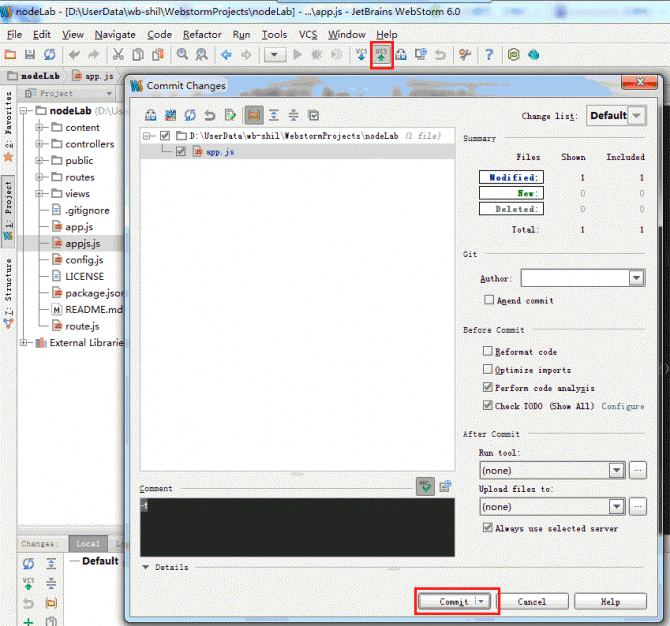 nodeLab - [D:\UserData\wb-shil\WebstormProjects\nodeLab] - ...\app.js - JetBrains WebStorm 6.0
File Edit View Navigate Code Refactor Run Tools VCS Window Help
VCS VCS
nodeLab app.js
Project
2: Favorites
1: Project
7: Structure
nodeLab (D:\Us
content
controllers
public
routes
views
.gitignore
app.js
appjs.js
config.js
LICENSE
package.json
README.md
route.js
External Librarie
Commit Changes
Change list: Default
D:\UserData\wb-shil\WebstormProjects\nodeLab (1 file)
app.js
Summary
Files Shown Included
Modified: 1 1
New: 0 0
Deleted: 0 0
Total: 1 1
Git
Author:
Amend commit
Before Commit
Reformat code
Optimize imports
Perform code analysis
Check TODO (Show All) Configure
After Commit
Run tool:
(none)
Upload files to:
(none)
Always use selected server
Comment
-t
Details
Commit Cancel Help
Changes: Local Lo
Default
VCS